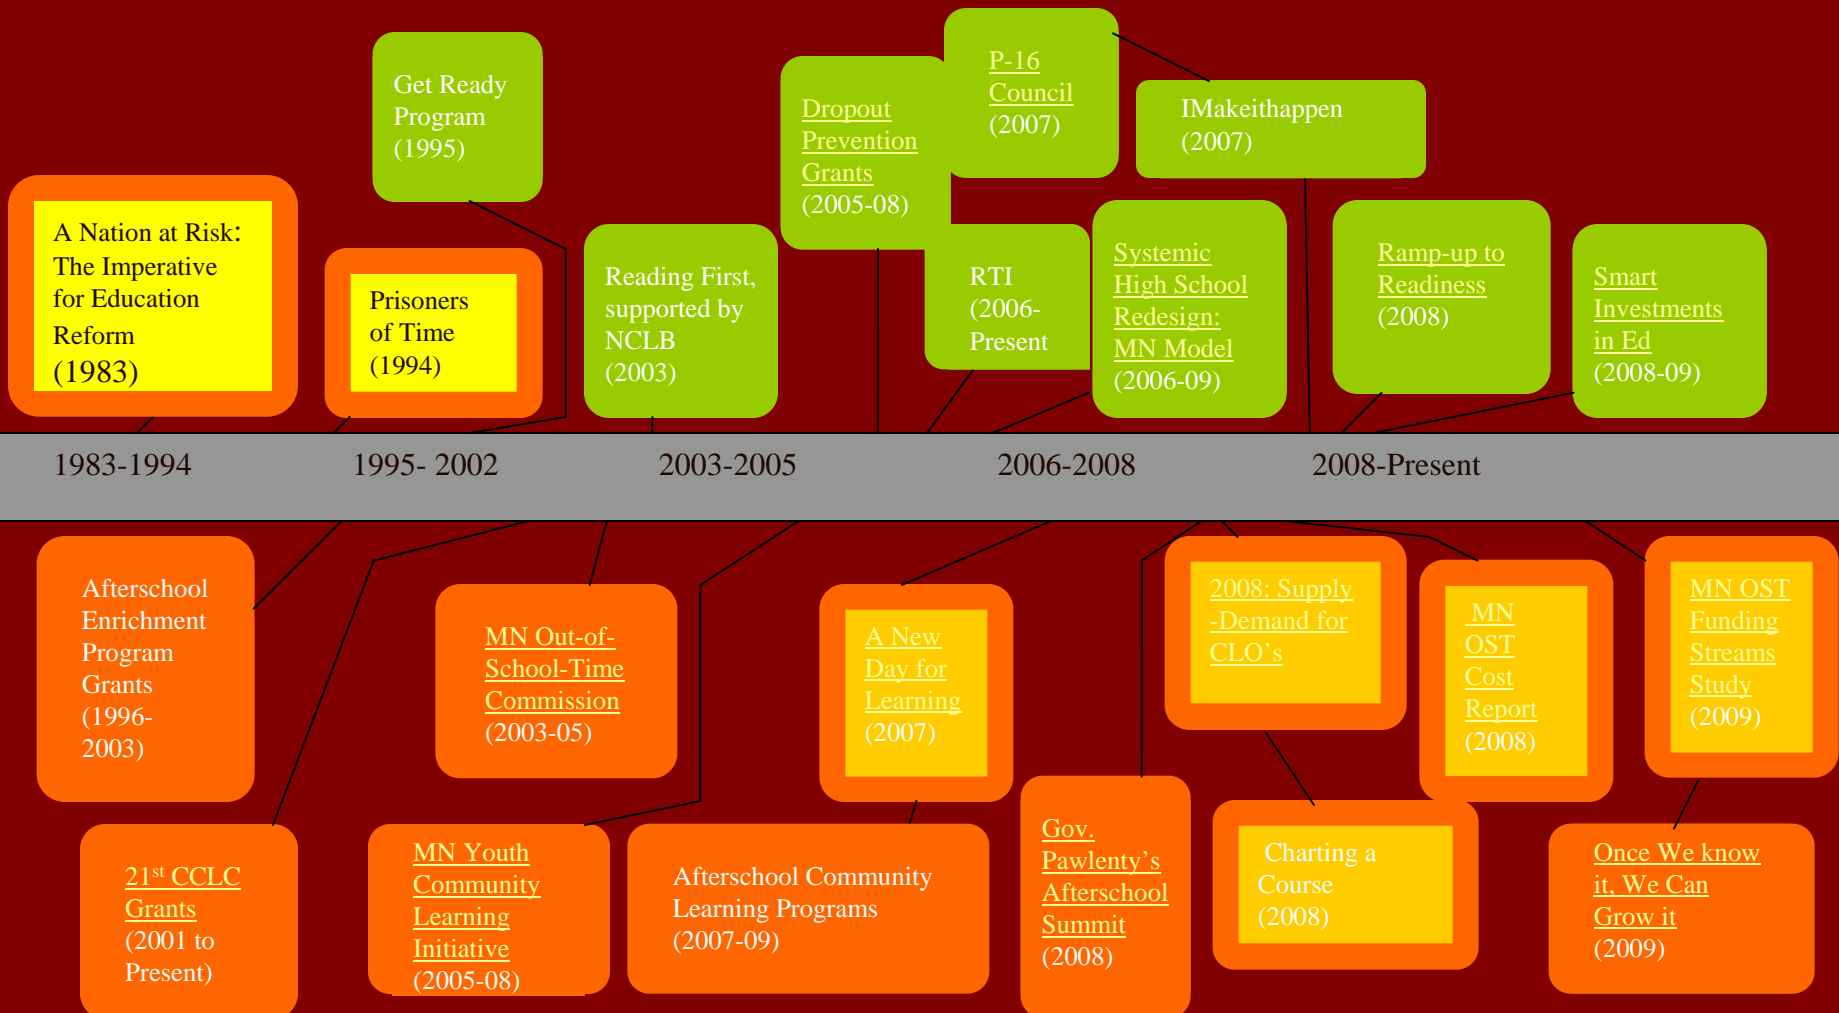 Get Ready
Program
(1995)
P-16
Council
(2007)
Dropout
Prevention
Grants
(2005-08)
IMakeithappen
(2007)
A Nation at Risk:
The Imperative
for Education
Reform
(1983)
Prisoners
of Time
(1994)
Reading First,
supported by
NCLB
(2003)
RTI
(2006-
Present
Systemic
High School
Redesign:
MN Model
(2006-09)
Ramp-up to
Readiness
(2008)
Smart
Investments
in Ed
(2008-09)
1983-1994
1995- 2002
2003-2005
2006-2008
2008-Present
Afterschool
Enrichment
Program
Grants
(1996-
2003)
MN Out-of-
School-Time
Commission
(2003-05)
A New
Day for
Learning
(2007)
2008: Supply
-Demand for
CLO’s
MN
OST
Cost
Report
(2008)
MN OST
Funding
Streams
Study
(2009)
21st CCLC
Grants
(2001 to
Present)
MN Youth
Community
Learning
Initiative
(2005-08)
Afterschool Community
Learning Programs
(2007-09)
Gov.
Pawlenty’s
Afterschool
Summit
(2008)
Charting a
Course
(2008)
Once We know
it, We Can
Grow it
(2009)